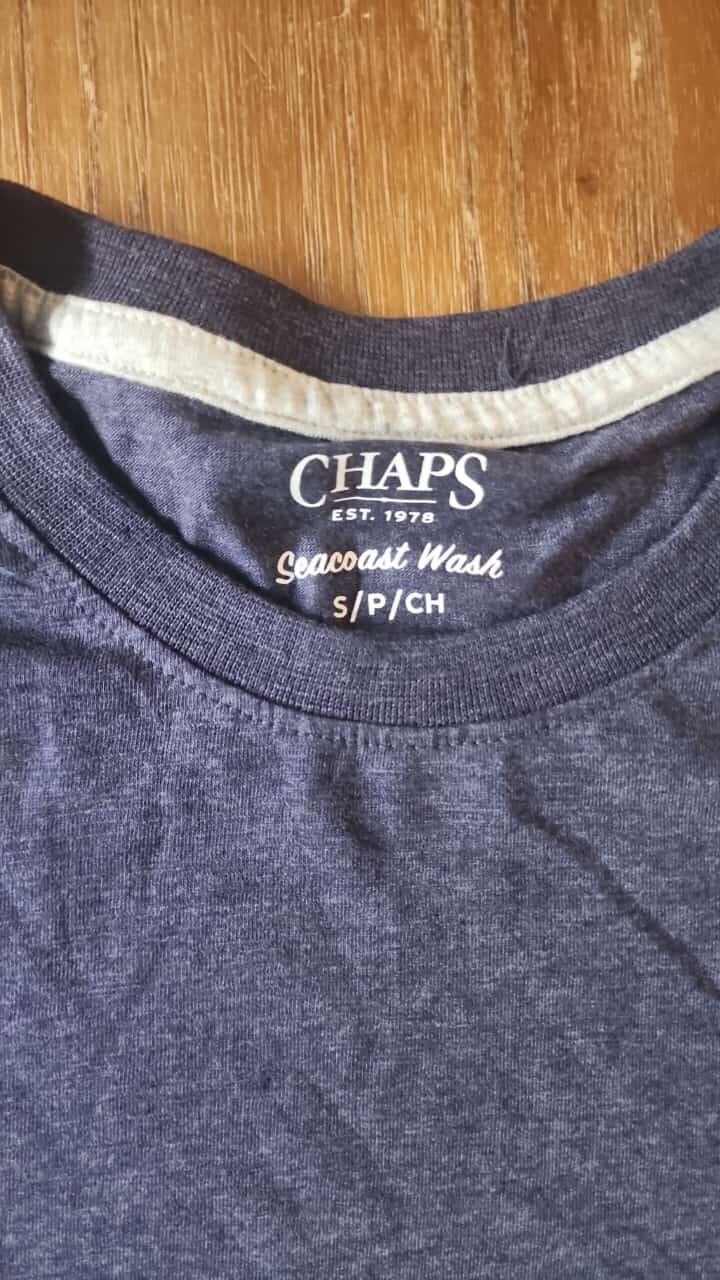 CHAPS
EST. 1978
Seacoast Wash
S/P/CH